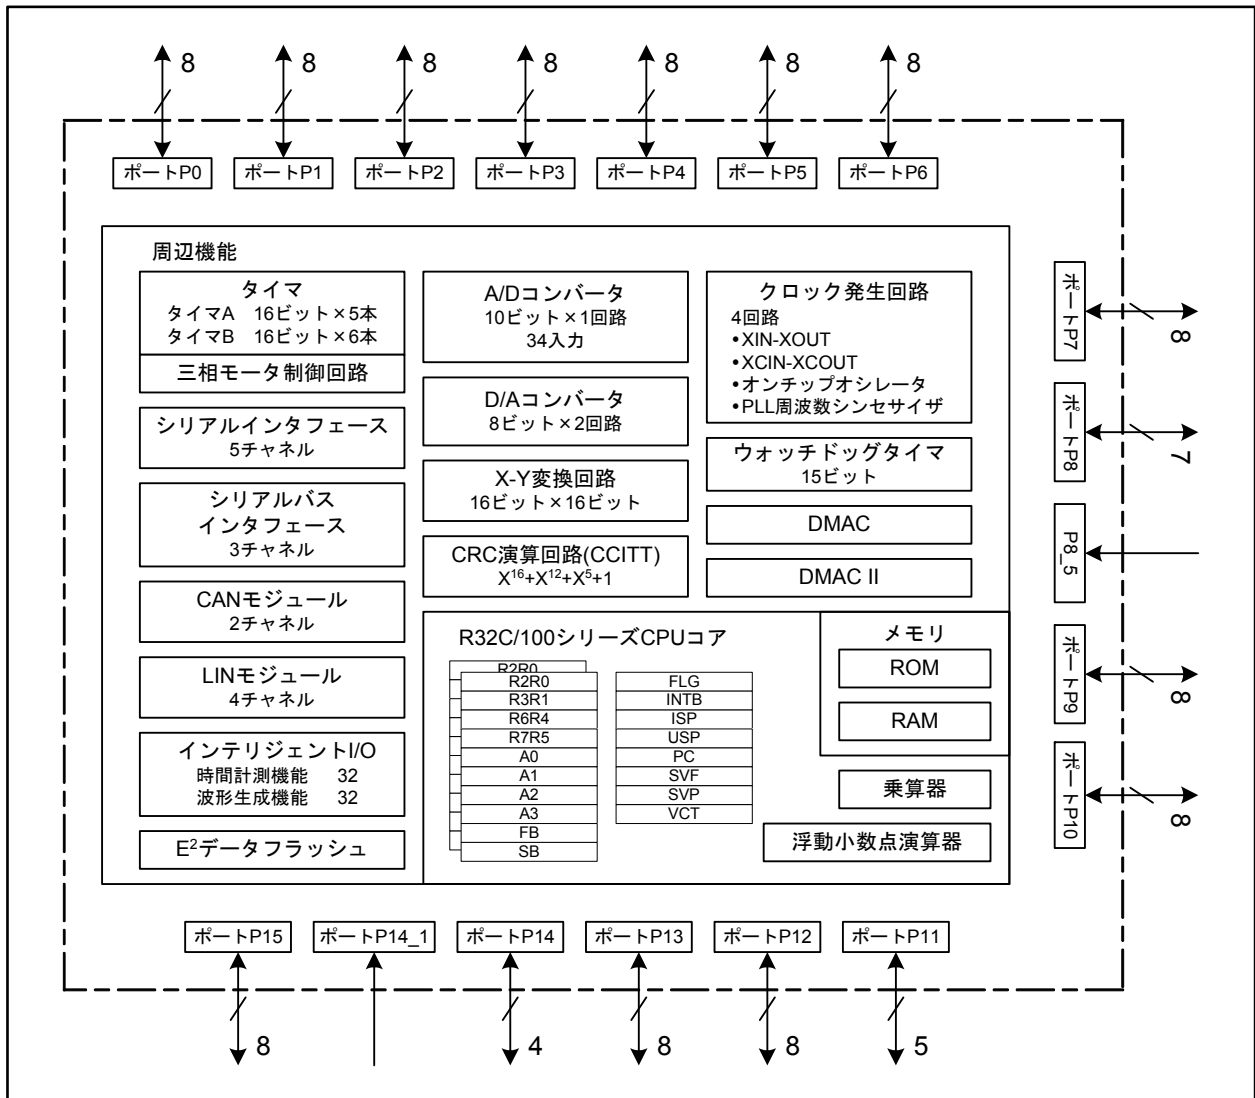 8
8
8
8
8
8
8
ポートP0
ポートP1
ポートP2
ポートP3
ポートP4
ポートP5
ポートP6
周辺機能
タイマ
タイマA 16ビット×5本
タイマB 16ビット×6本
三相モータ制御回路
シリアルインタフェース
5チャネル
シリアルバス
インタフェース
3チャネル
CANモジュール
2チャネル
LINモジュール
4チャネル
インテリジェントI/O
時間計測機能 32
波形生成機能 32
E²データフラッシュ
A/Dコンバータ
10ビット×1回路
34入力
D/Aコンバータ
8ビット×2回路
X-Y変換回路
16ビット×16ビット
CRC演算回路(CCITT)
X¹⁶+X¹²+X⁵+1
クロック発生回路
4回路
•XIN-XOUT
•XCIN-XCOUT
•オンチップオシレータ
•PLL周波数シンセサイザ
ウォッチドッグタイマ
15ビット
DMAC
DMAC II
R32C/100シリーズCPUコア
R2R0
R2R0
R3R1
R6R4
R7R5
A0
A1
A2
A3
FB
SB
FLG
INTB
ISP
USP
PC
SVF
SVP
VCT
メモリ
ROM
RAM
乗算器
浮動小数点演算器
ポートP7
8
ポートP8
7
P8_5
ポートP9
8
ポートP10
8
ポートP15
ポートP14_1
ポートP14
ポートP13
ポートP12
ポートP11
8
4
8
8
5